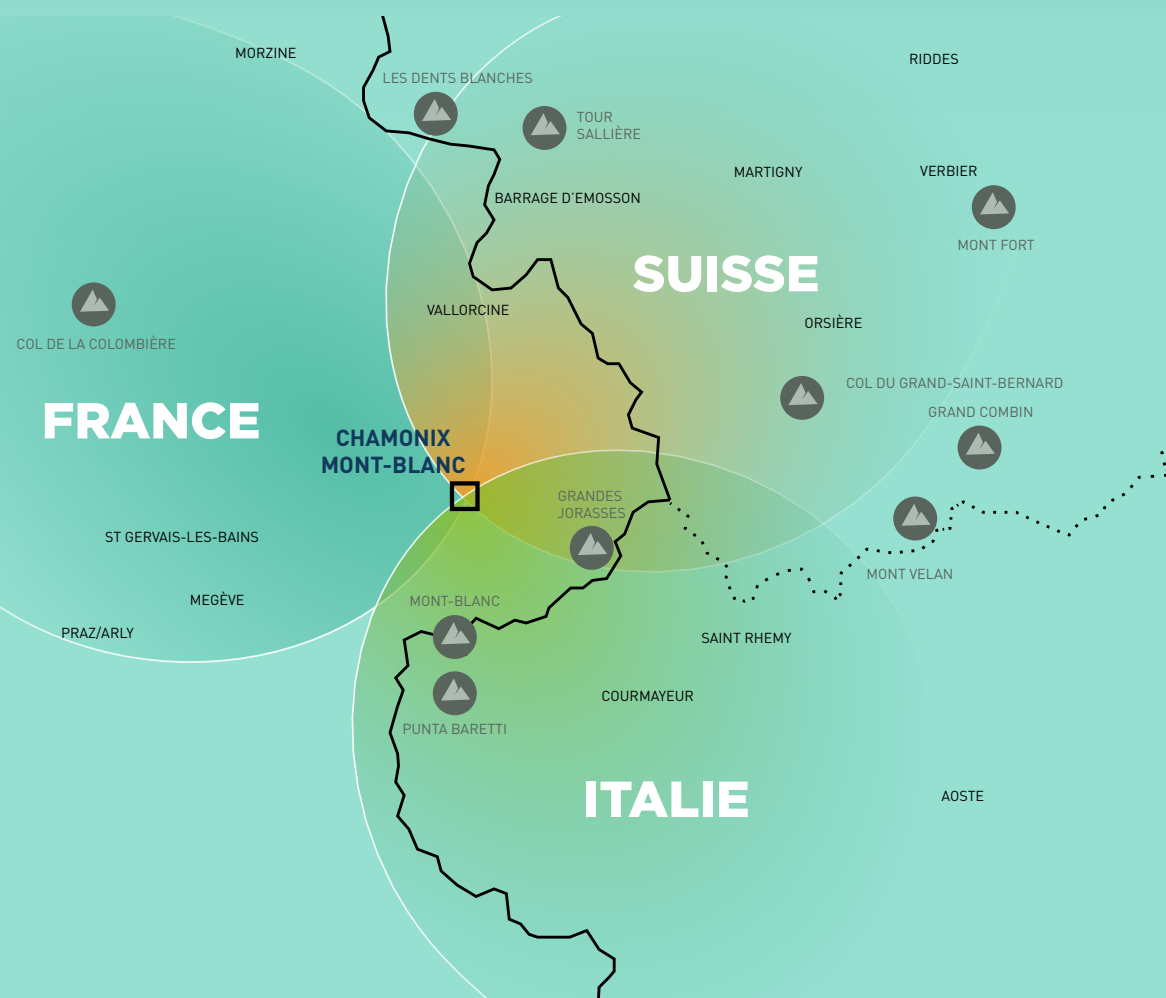 MORZINE
RIDDES
LES DENTS BLANCHES
TOUR
SALLIÈRE
MARTIGNY
VERBIER
BARRAGE D'EMOSSON
MONT FORT
SUISSE
VALLORCINE
ORSIÈRE
COL DE LA COLOMBIÈRE
COL DU GRAND-SAINT-BERNARD
GRAND COMBIN
FRANCE
CHAMONIX
MONT-BLANC
GRANDES
JORASSES
ST GERVAIS-LES-BAINS
MONT VELAN
MEGÈVE
MONT-BLANC
PRAZ/ARLY
SAINT RHEMY
COURMAYEUR
PUNTA BARETTI
ITALIE
AOSTE